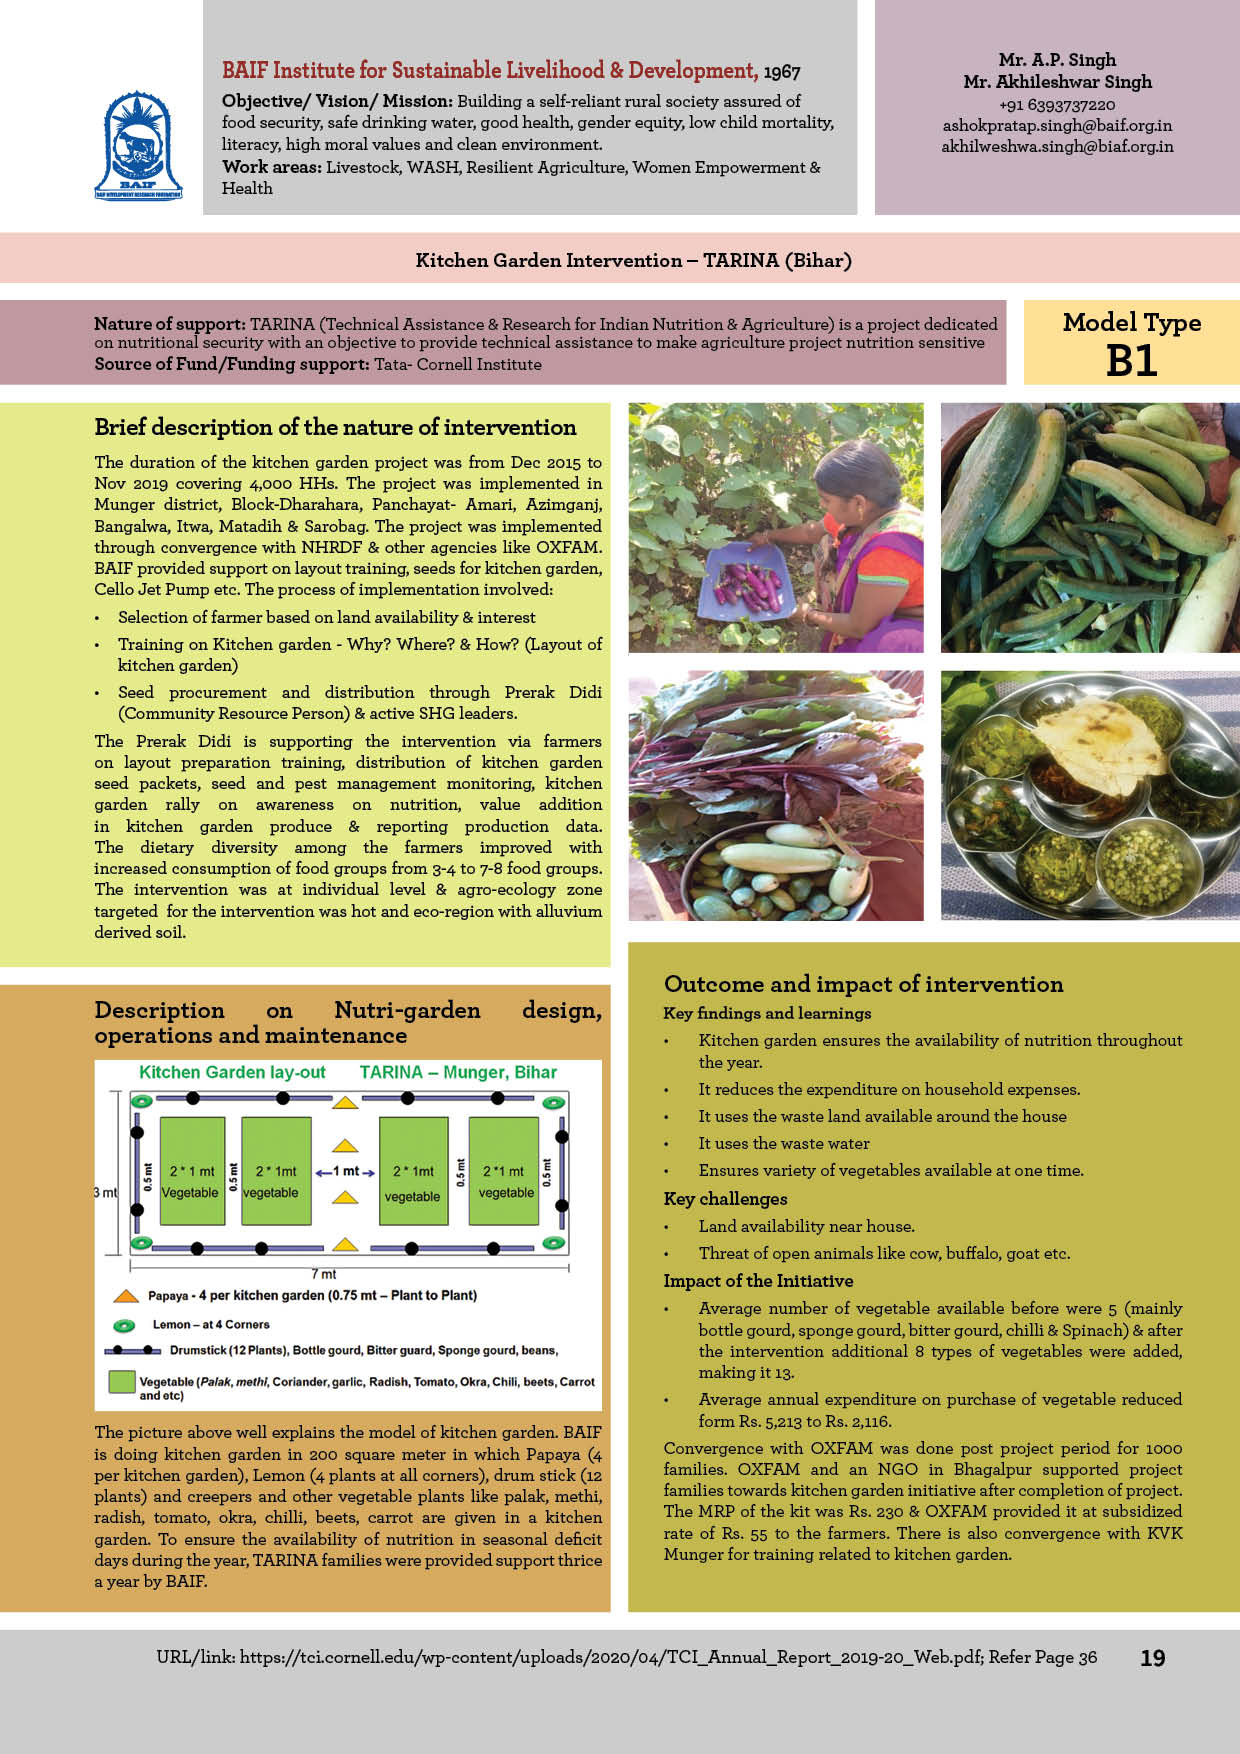 BAIF
BAIF DEVELOPMENT RESEARCH FOUNDATION
BAIF Institute for Sustainable Livelihood & Development, 1967
Objective/ Vision/ Mission: Building a self-reliant rural society assured of
food security, safe drinking water, good health, gender equity, low child mortality,
literacy, high moral values and clean environment.
Work areas: Livestock, WASH, Resilient Agriculture, Women Empowerment &
Health
Mr. A.P. Singh
Mr. Akhileshwar Singh
+91 6393737220
ashokpratap.singh@baif.org.in
akhilweshwa.singh@biaf.org.in
Kitchen Garden Intervention – TARINA (Bihar)
Nature of support: TARINA (Technical Assistance & Research for Indian Nutrition & Agriculture) is a project dedicated
on nutritional security with an objective to provide technical assistance to make agriculture project nutrition sensitive
Source of Fund/Funding support: Tata- Cornell Institute
Model Type
B1
Brief description of the nature of intervention
The duration of the kitchen garden project was from Dec 2015 to
Nov 2019 covering 4,000 HHs. The project was implemented in
Munger district, Block-Dharahara, Panchayat- Amari, Azimganj,
Bangalwa, Itwa, Matadih & Sarobag. The project was implemented
through convergence with NHRDF & other agencies like OXFAM.
BAIF provided support on layout training, seeds for kitchen garden,
Cello Jet Pump etc. The process of implementation involved:
• Selection of farmer based on land availability & interest
• Training on Kitchen garden - Why? Where? & How? (Layout of
kitchen garden)
• Seed procurement and distribution through Prerak Didi
(Community Resource Person) & active SHG leaders.
The Prerak Didi is supporting the intervention via farmers
on layout preparation training, distribution of kitchen garden
seed packets, seed and pest management monitoring, kitchen
garden rally on awareness on nutrition, value addition
in kitchen garden produce & reporting production data.
The dietary diversity among the farmers improved with
increased consumption of food groups from 3-4 to 7-8 food groups.
The intervention was at individual level & agro-ecology zone
targeted for the intervention was hot and eco-region with alluvium
derived soil.
Description on Nutri-garden design,
operations and maintenance
Kitchen Garden lay-out TARINA – Munger, Bihar
3 mt
0.5 mt
2 * 1 mt
Vegetable
0.5 mt
2 * 1mt
vegetable
1 mt
2 * 1mt
vegetable
0.5 mt
2 *1 mt
vegetable
0.5 mt
7 mt
Papaya - 4 per kitchen garden (0.75 mt – Plant to Plant)
Lemon – at 4 Corners
Drumstick (12 Plants), Bottle gourd, Bitter guard, Sponge gourd, beans,
Vegetable (Palak, methi, Coriander, garlic, Radish, Tomato, Okra, Chili, beets, Carrot
and etc)
The picture above well explains the model of kitchen garden. BAIF
is doing kitchen garden in 200 square meter in which Papaya (4
per kitchen garden), Lemon (4 plants at all corners), drum stick (12
plants) and creepers and other vegetable plants like palak, methi,
radish, tomato, okra, chilli, beets, carrot are given in a kitchen
garden. To ensure the availability of nutrition in seasonal deficit
days during the year, TARINA families were provided support thrice
a year by BAIF.
Outcome and impact of intervention
Key findings and learnings
• Kitchen garden ensures the availability of nutrition throughout
the year.
• It reduces the expenditure on household expenses.
• It uses the waste land available around the house
• It uses the waste water
• Ensures variety of vegetables available at one time.
Key challenges
• Land availability near house.
• Threat of open animals like cow, buffalo, goat etc.
Impact of the Initiative
• Average number of vegetable available before were 5 (mainly
bottle gourd, sponge gourd, bitter gourd, chilli & Spinach) & after
the intervention additional 8 types of vegetables were added,
making it 13.
• Average annual expenditure on purchase of vegetable reduced
form Rs. 5,213 to Rs. 2,116.
Convergence with OXFAM was done post project period for 1000
families. OXFAM and an NGO in Bhagalpur supported project
families towards kitchen garden initiative after completion of project.
The MRP of the kit was Rs. 230 & OXFAM provided it at subsidized
rate of Rs. 55 to the farmers. There is also convergence with KVK
Munger for training related to kitchen garden.
URL/link: https://tci.cornell.edu/wp-content/uploads/2020/04/TCI_Annual_Report_2019-20_Web.pdf; Refer Page 36
19